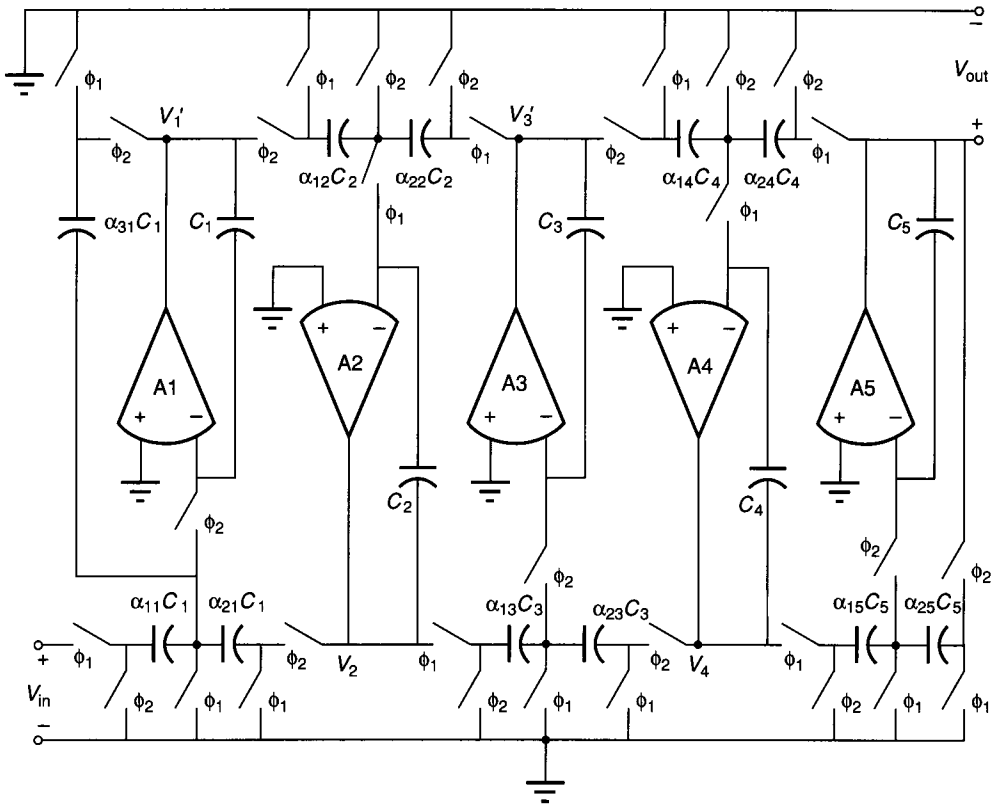 −
ϕ1 ϕ1 ϕ2 ϕ2 ϕ1 ϕ2 ϕ2 Vout
V1′ V3′ +
ϕ2 ϕ2 ϕ1 ϕ2 ϕ1
α12C2 α22C2 α14C4 α24C4
α31C1 C1 ϕ1 C3 ϕ1 C5
+ − + −
A1 A2 A3 A4 A5
+ − + − + −
C2 C4
ϕ2 ϕ2 ϕ2 ϕ2
α11C1 α21C1 α13C3 α23C3 α15C5 α25C5
+ ϕ1 ϕ2 V2 ϕ1 ϕ2 V4 ϕ1
Vin ϕ2 ϕ1 ϕ1 ϕ2 ϕ1 ϕ1 ϕ2 ϕ1 ϕ1
−